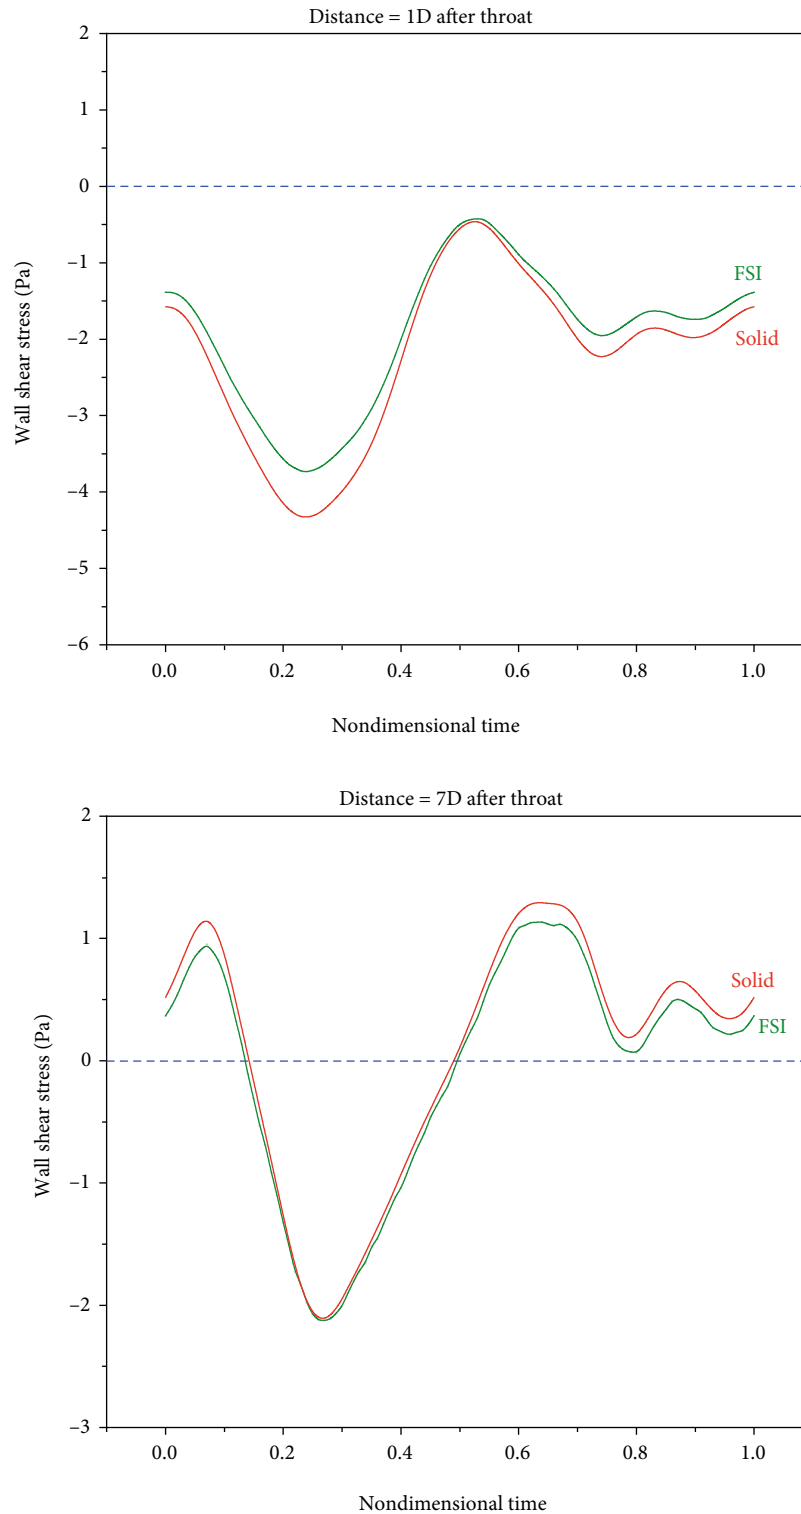 Distance = 1D after throat
2
1
0
–1
–2
–3
–4
–5
–6
Wall shear stress (Pa)
FSI
Solid
0.0 0.2 0.4 0.6 0.8 1.0
Nondimensional time
Distance = 7D after throat
2
1
0
–1
–2
–3
Wall shear stress (Pa)
Solid
FSI
0.0 0.2 0.4 0.6 0.8 1.0
Nondimensional time